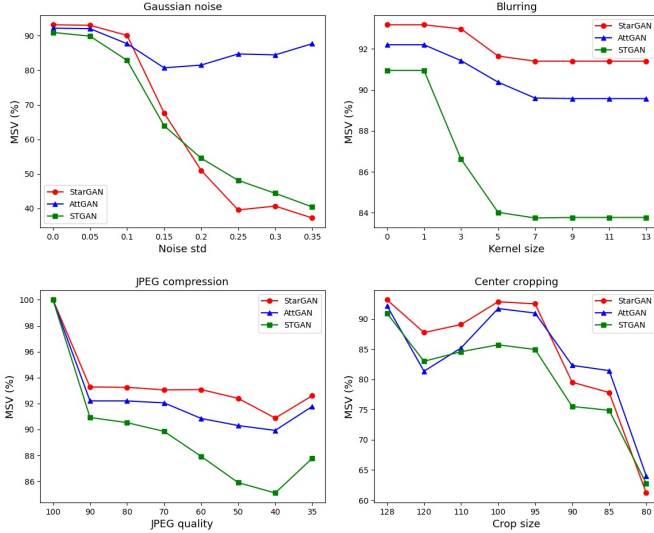 Gaussian noise
MSV (%)
90
80
70
60
50
40
StarGAN
AttGAN
STGAN
0.0 0.05 0.1 0.15 0.2 0.25 0.3 0.35
Noise std
Blurring
MSV (%)
92
90
88
86
84
StarGAN
AttGAN
STGAN
0 1 3 5 7 9 11 13
Kernel size
JPEG compression
MSV (%)
100
98
96
94
92
90
88
86
StarGAN
AttGAN
STGAN
100 90 80 70 60 50 40 35
JPEG quality
Center cropping
MSV (%)
90
85
80
75
70
65
60
StarGAN
AttGAN
STGAN
128 120 110 100 95 90 85 80
Crop size